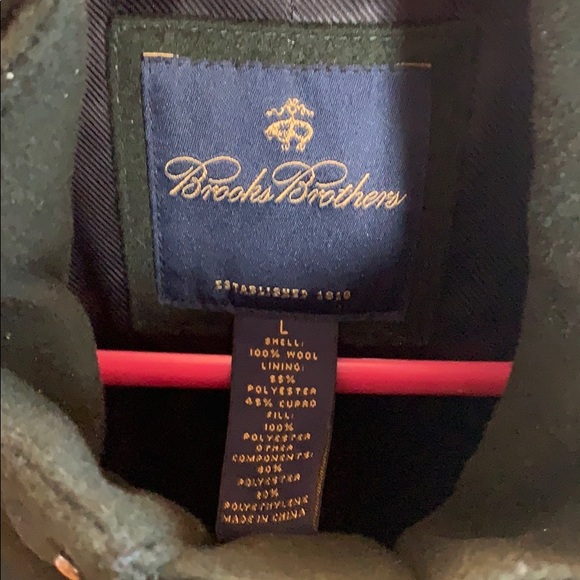 Brooks Brothers
ESTABLISHED 1818
L
SHELL:
100% WOOL
LINING:
55%
POLYESTER
45% CUPRO
FILL:
100%
POLYESTER
OTHER
COMPONENTS:
80%
POLYESTER
20%
POLYETHYLENE
MADE IN CHINA